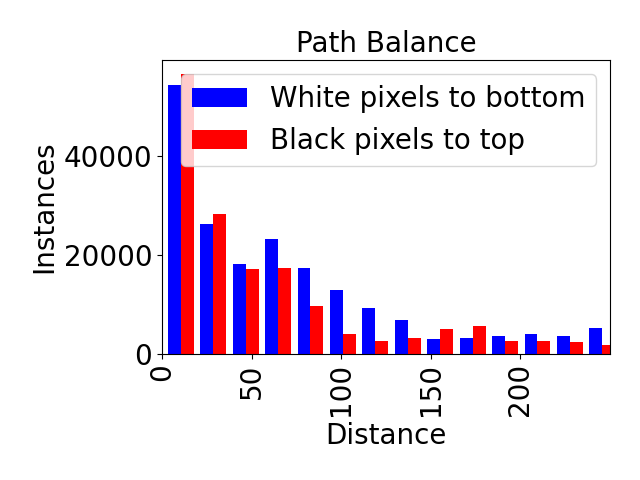 Path Balance
White pixels to bottom
Black pixels to top
Instances
40000
20000
0
0
50
100
150
200
Distance